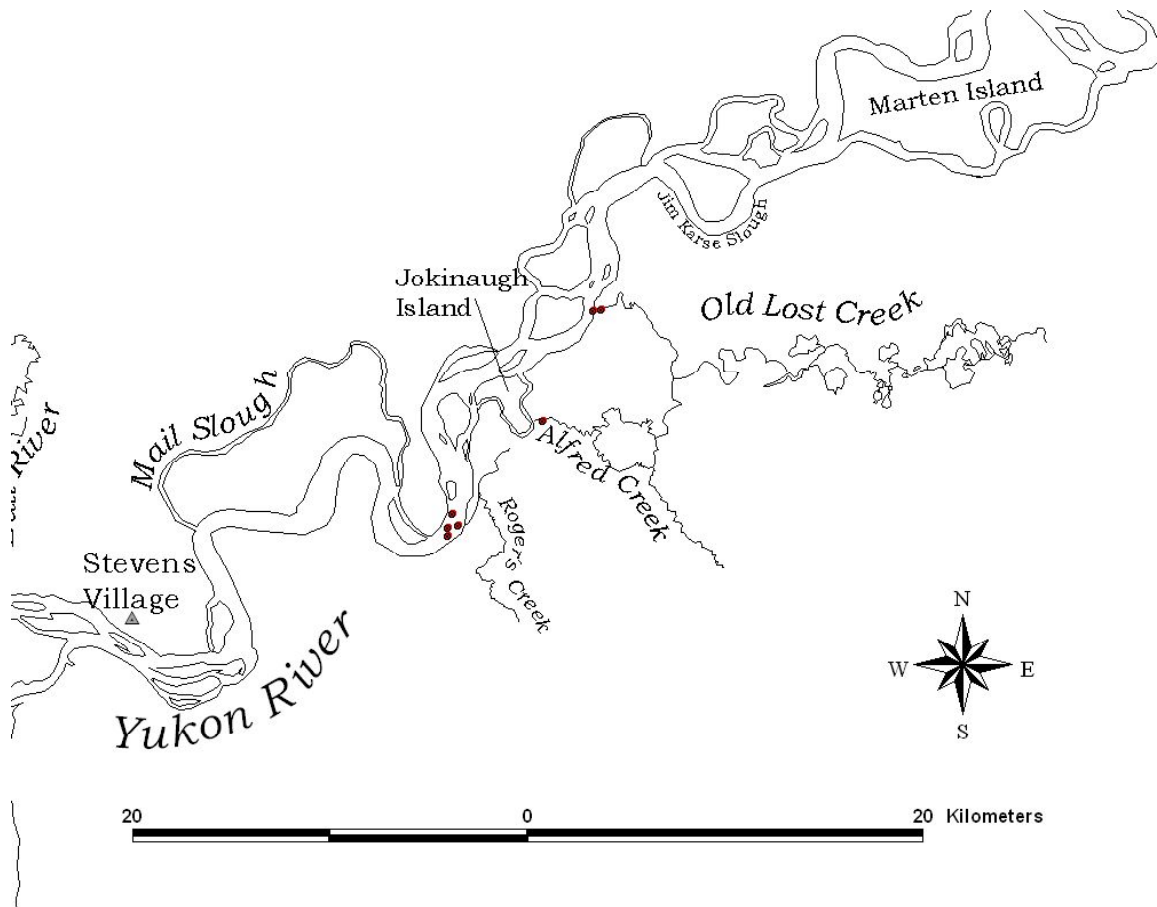 Marten Island
Jim Karse Slough
Jokinaugh
Island
Old Lost Creek
Mail Slough
River
Alfred Creek
Roger's Creek
Stevens
Village
Yukon River
N
W E
S
20 0 20 Kilometers